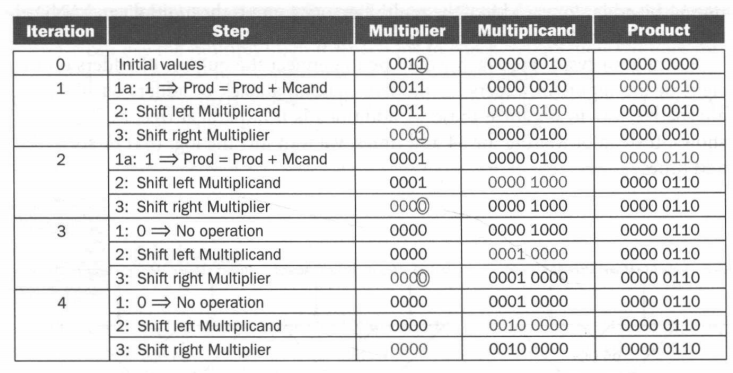 Iteration Step Multiplier Multiplicand Product
0 Initial values 0011 0000 0010 0000 0000
1 1a: 1 ⇒ Prod = Prod + Mcand 0011 0000 0010 0000 0010
2: Shift left Multiplicand 0011 0000 0100 0000 0010
3: Shift right Multiplier 0001 0000 0100 0000 0010
2 1a: 1 ⇒ Prod = Prod + Mcand 0001 0000 0100 0000 0110
2: Shift left Multiplicand 0001 0000 1000 0000 0110
3: Shift right Multiplier 0000 0000 1000 0000 0110
3 1: 0 ⇒ No operation 0000 0000 1000 0000 0110
2: Shift left Multiplicand 0000 0001 0000 0000 0110
3: Shift right Multiplier 0000 0001 0000 0000 0110
4 1: 0 ⇒ No operation 0000 0001 0000 0000 0110
2: Shift left Multiplicand 0000 0010 0000 0000 0110
3: Shift right Multiplier 0000 0010 0000 0000 0110